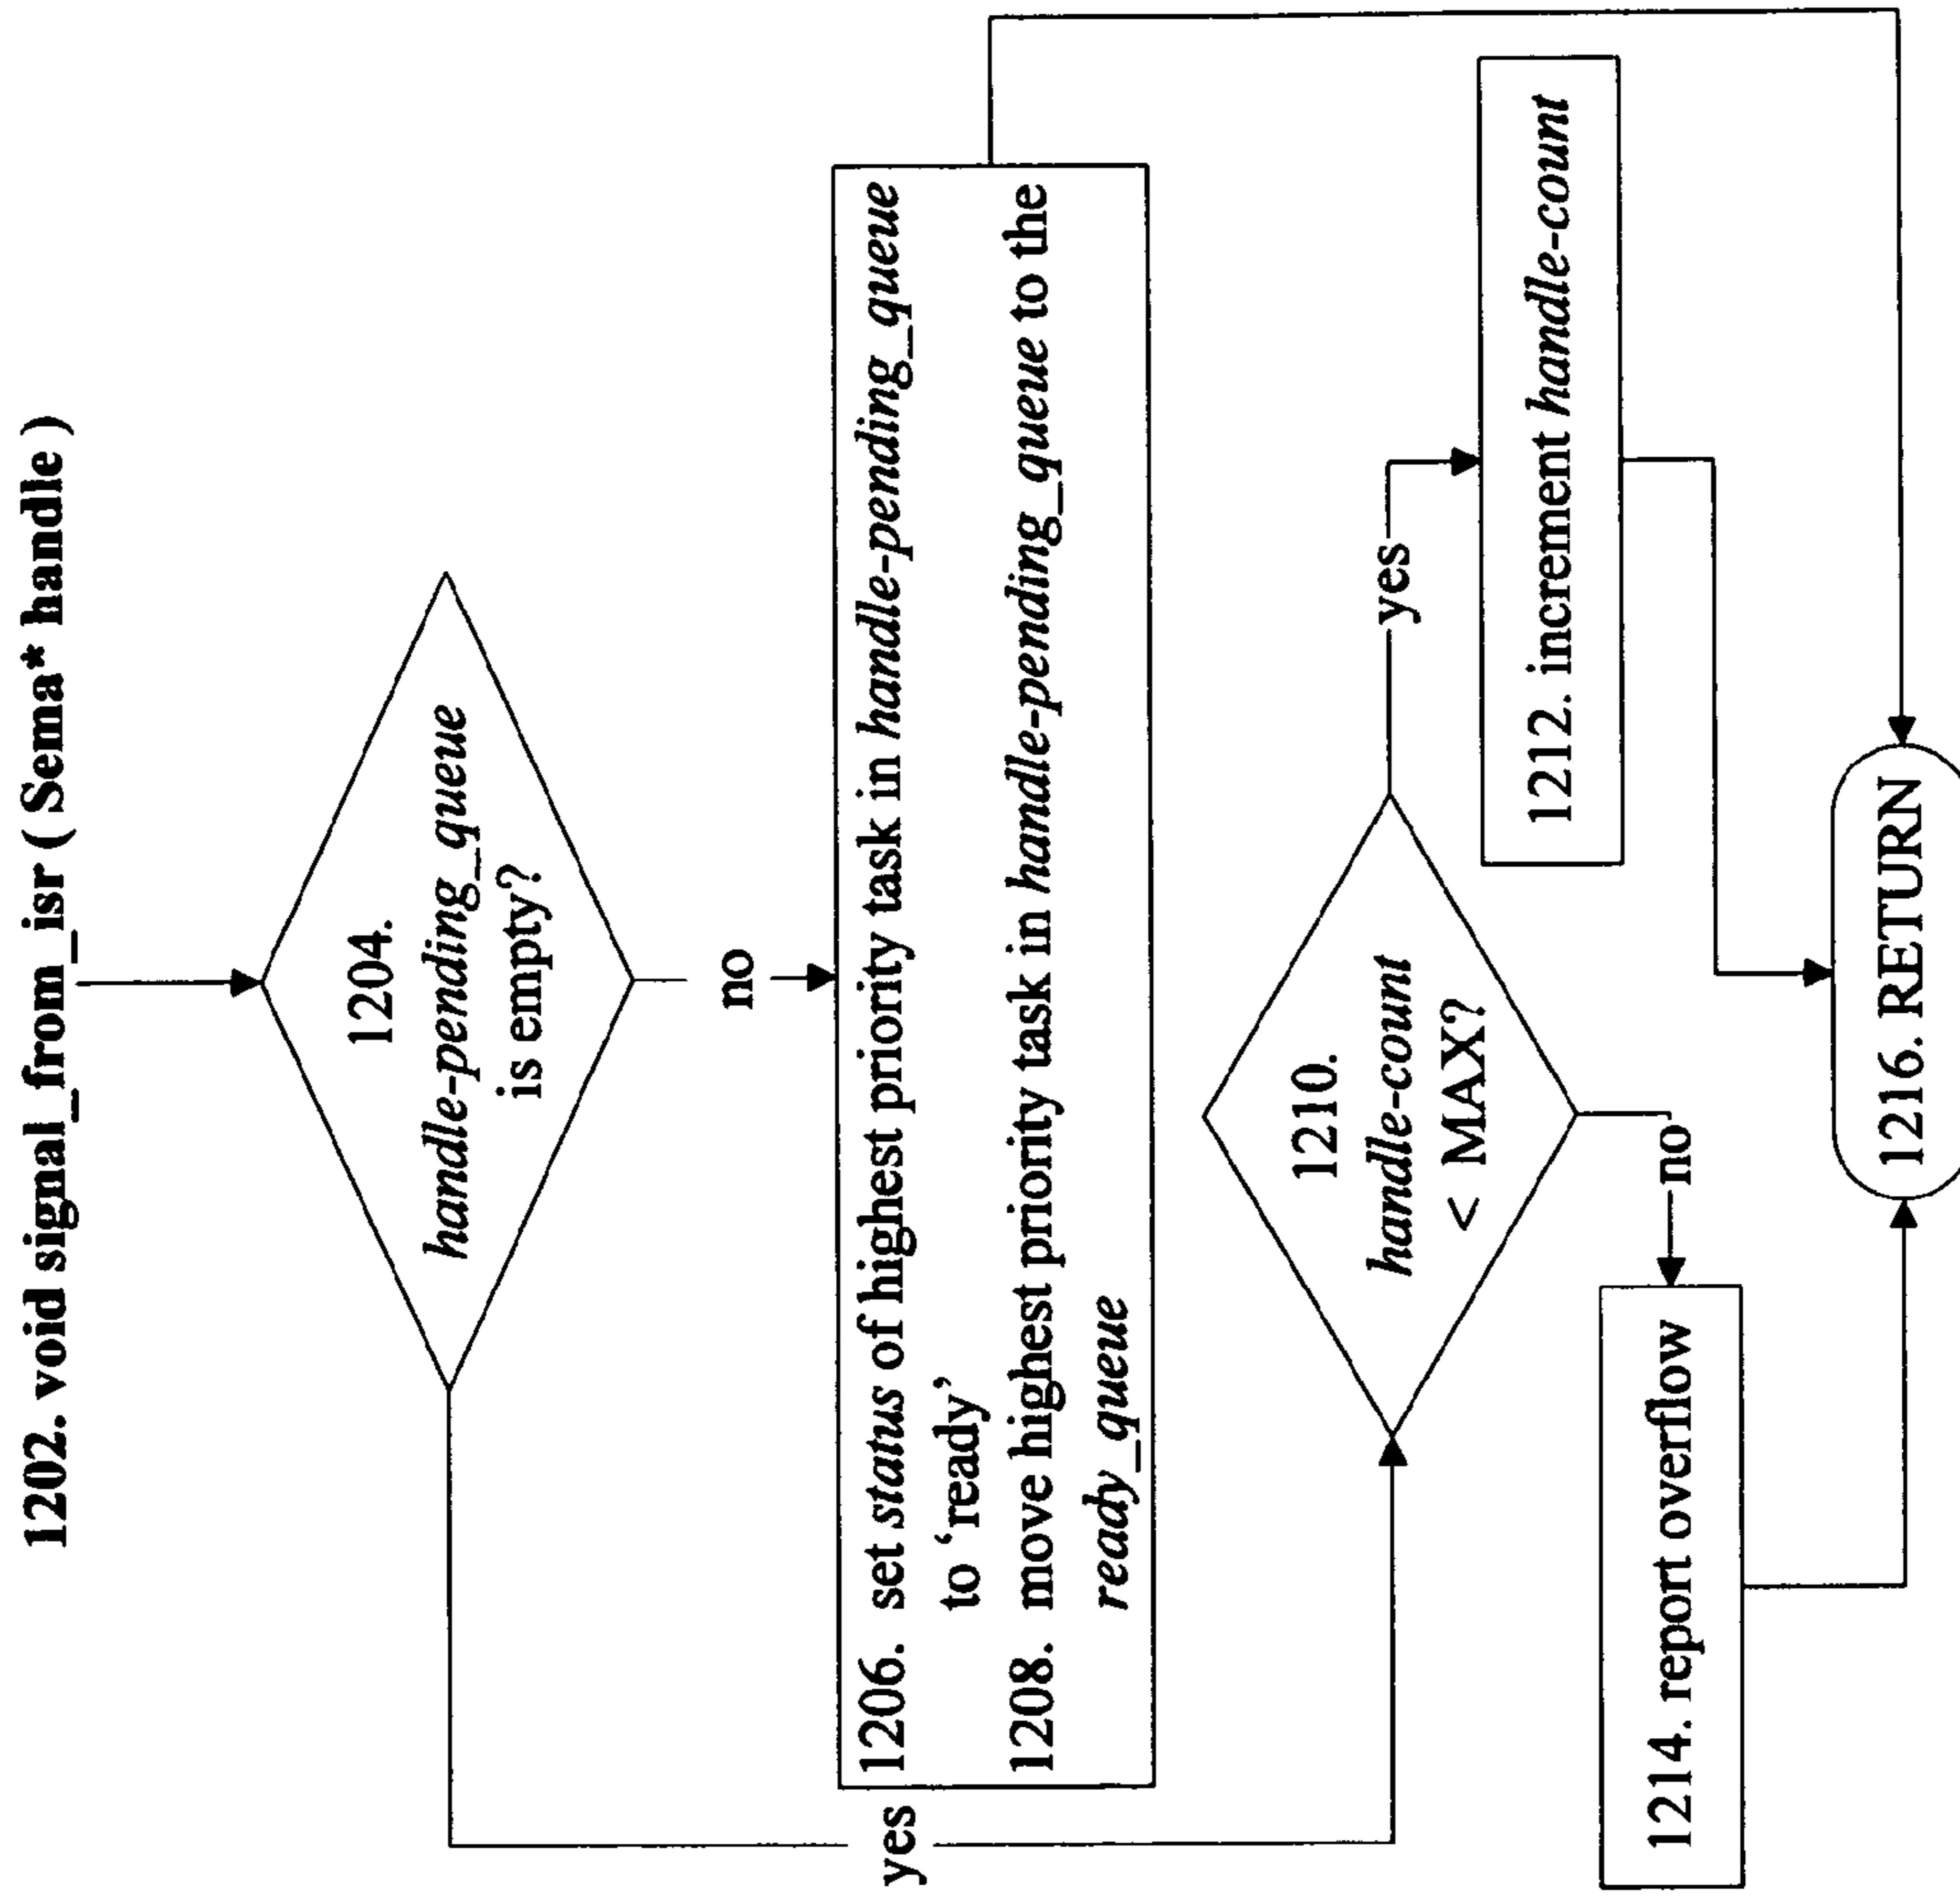 1202. void signal_from_isr ( Sema* handle )
1204.
handle-pending_queue
is empty?
yes
no
1206. set status of highest priority task in handle-pending_queue
to ‘ready’
1208. move highest priority task in handle-pending_queue to the
ready_queue
1210.
handle-count
< MAX?
yes
no
1212. increment handle-count
1214. report overflow
1216. RETURN